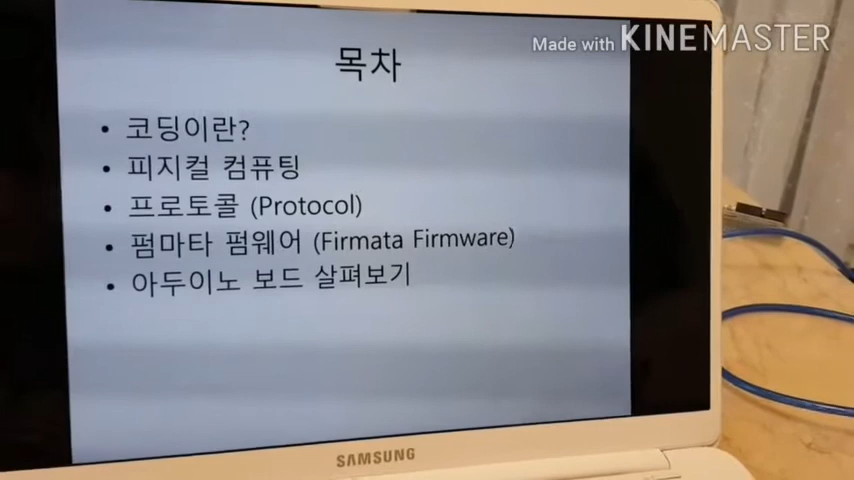 Made with KINEMASTER
목차
• 코딩이란?
• 피지컬 컴퓨팅
• 프로토콜 (Protocol)
• 펌마타 펌웨어 (Firmata Firmware)
• 아두이노 보드 살펴보기
SAMSUNG